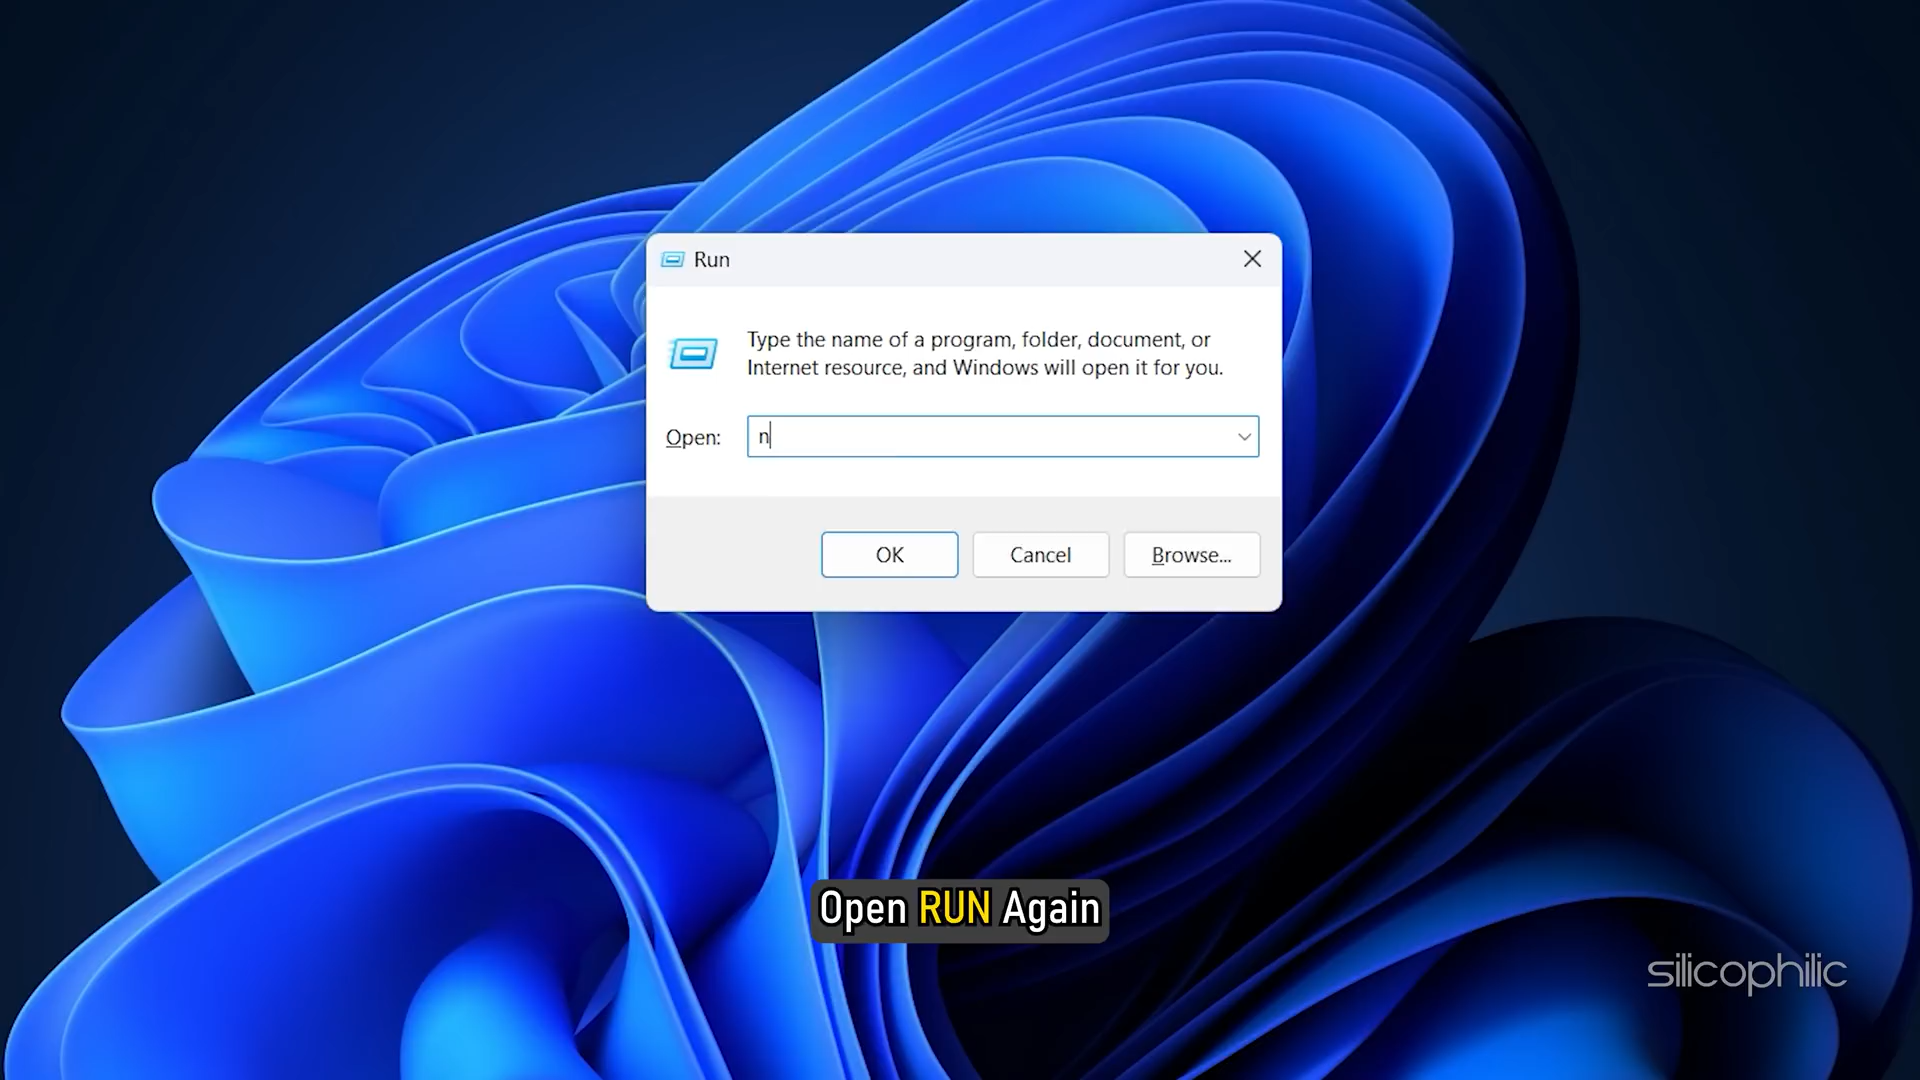 Run
Type the name of a program, folder, document, or
Internet resource, and Windows will open it for you.
Open: n
OK Cancel Browse...
Open RUN Again
silicophilic